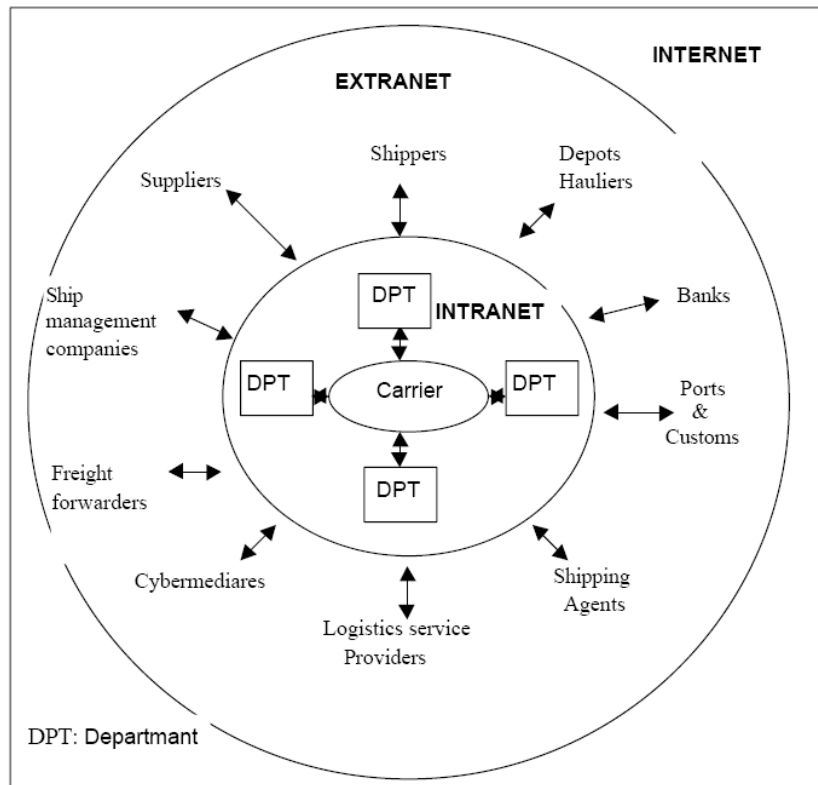 INTERNET
EXTRANET
Shippers
Depots
Hauliers
Suppliers
DPT
INTRANET
Banks
Ship
management
companies
DPT
Carrier
DPT
Ports
&
Customs
DPT
Freight
forwarders
Cybermediares
Shipping
Agents
Logistics service
Providers
DPT: Departmant